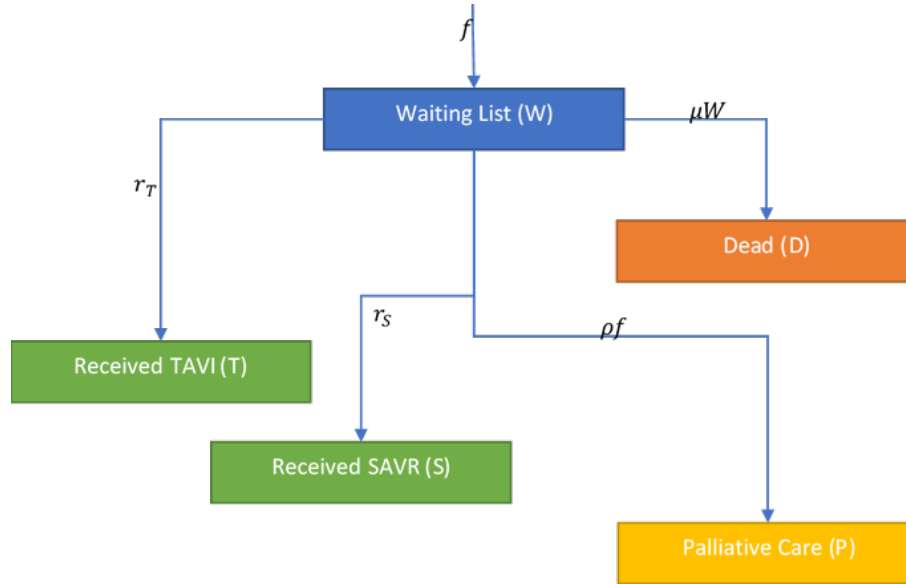 f
Waiting List (W)
μW
r_T
Dead (D)
r_S
ρf
Received TAVI (T)
Received SAVR (S)
Palliative Care (P)